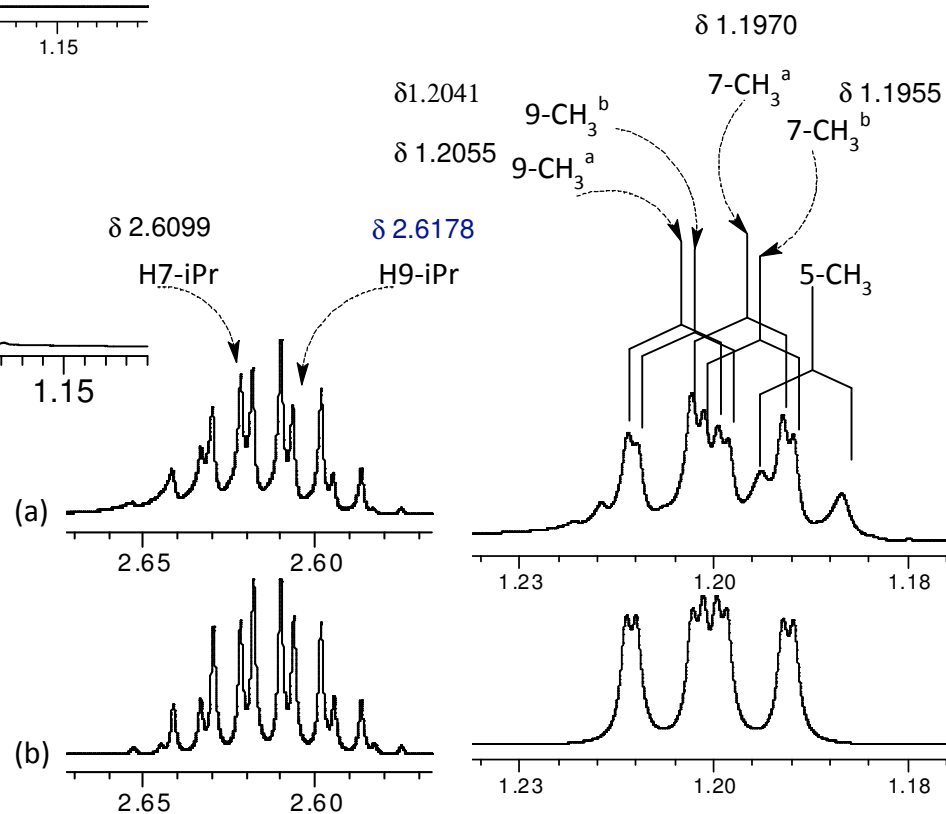 δ 1.1970
1.15
7-CH3a
δ1.2041
δ 1.1955
9-CH3b
7-CH3b
δ 1.2055
9-CH3a
δ 2.6099
δ 2.6178
H7-iPr
H9-iPr
5-CH3
1.15
(a)
2.65 2.60
1.23 1.20 1.18
(b)
2.65 2.60
1.23 1.20 1.18